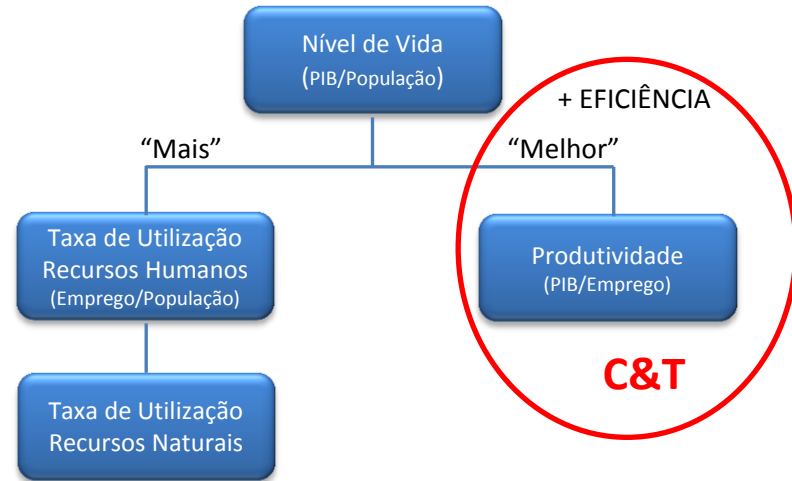 Nível de Vida
(PIB/População)
+ EFICIÊNCIA
“Mais”
“Melhor”
Taxa de Utilização
Recursos Humanos
(Emprego/População)
Produtividade
(PIB/Emprego)
C&T
Taxa de Utilização
Recursos Naturais